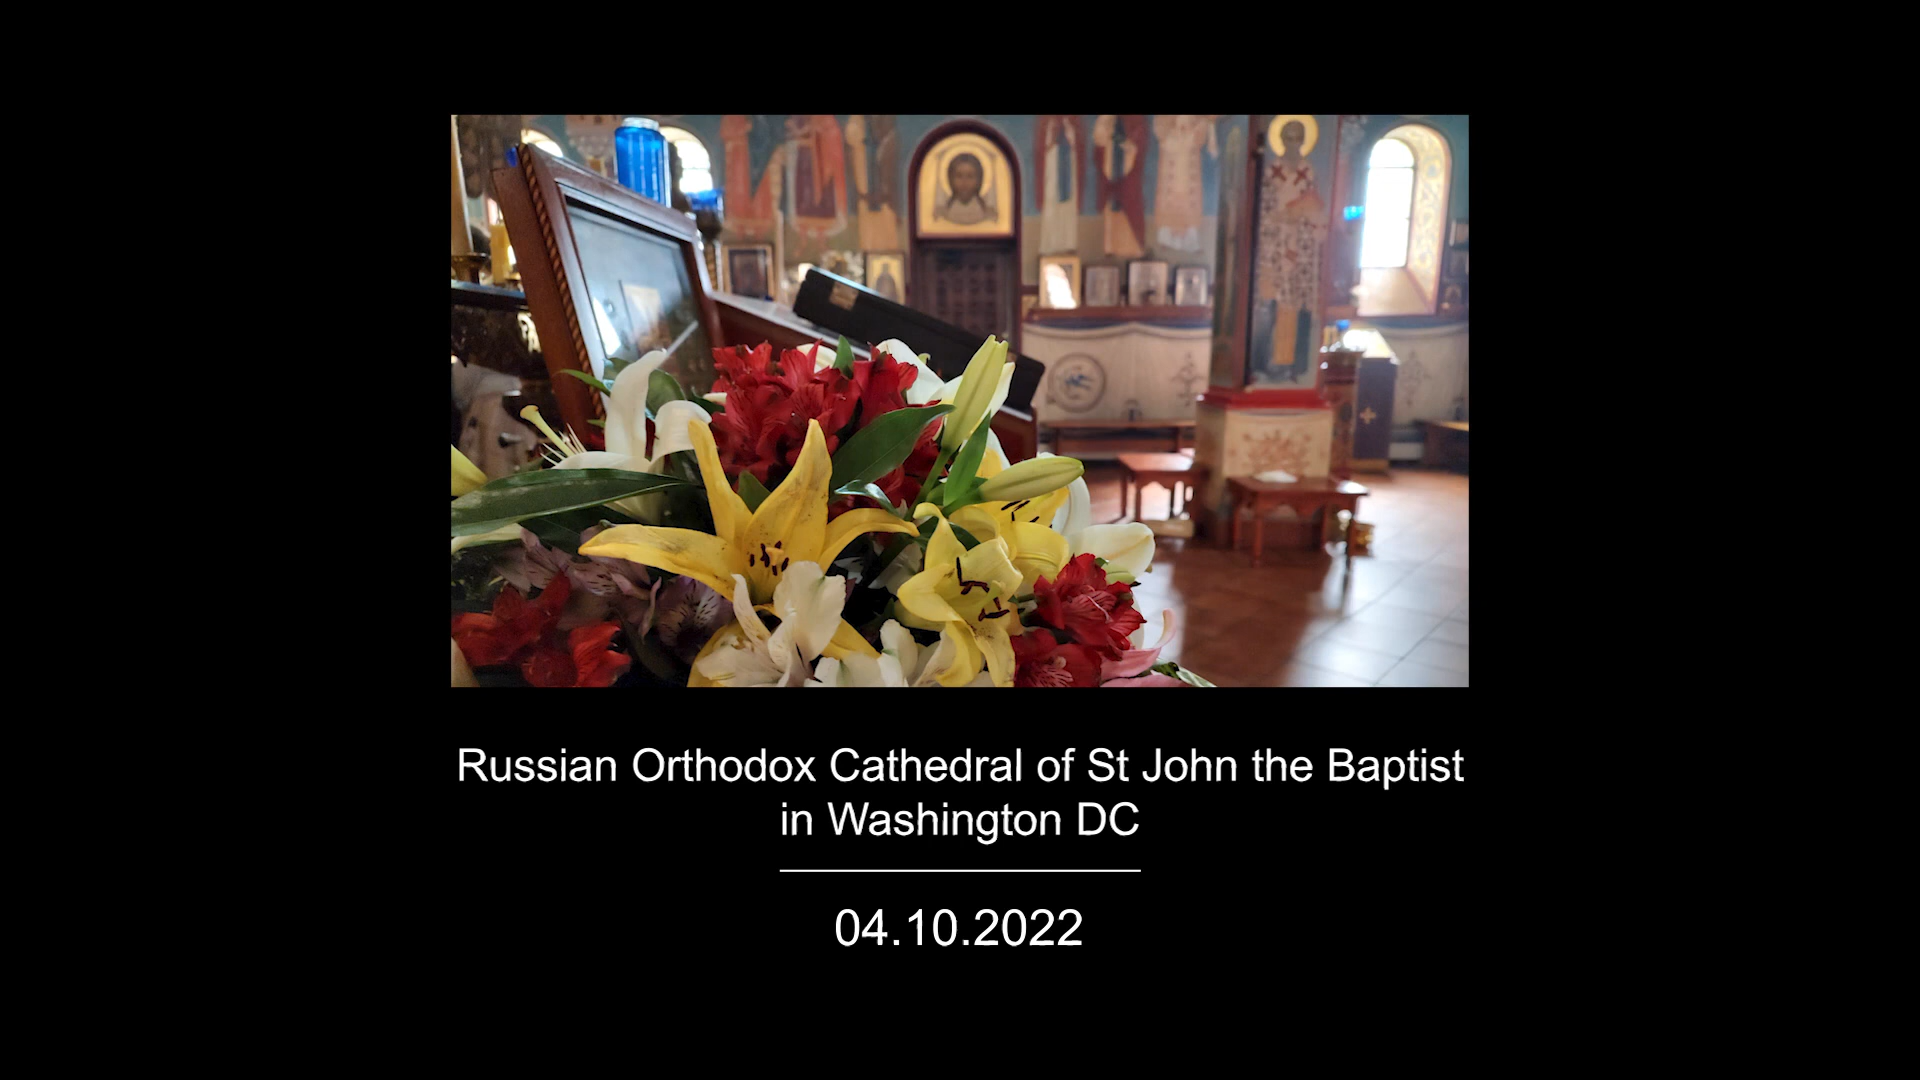 Russian Orthodox Cathedral of St John the Baptist
in Washington DC
04.10.2022